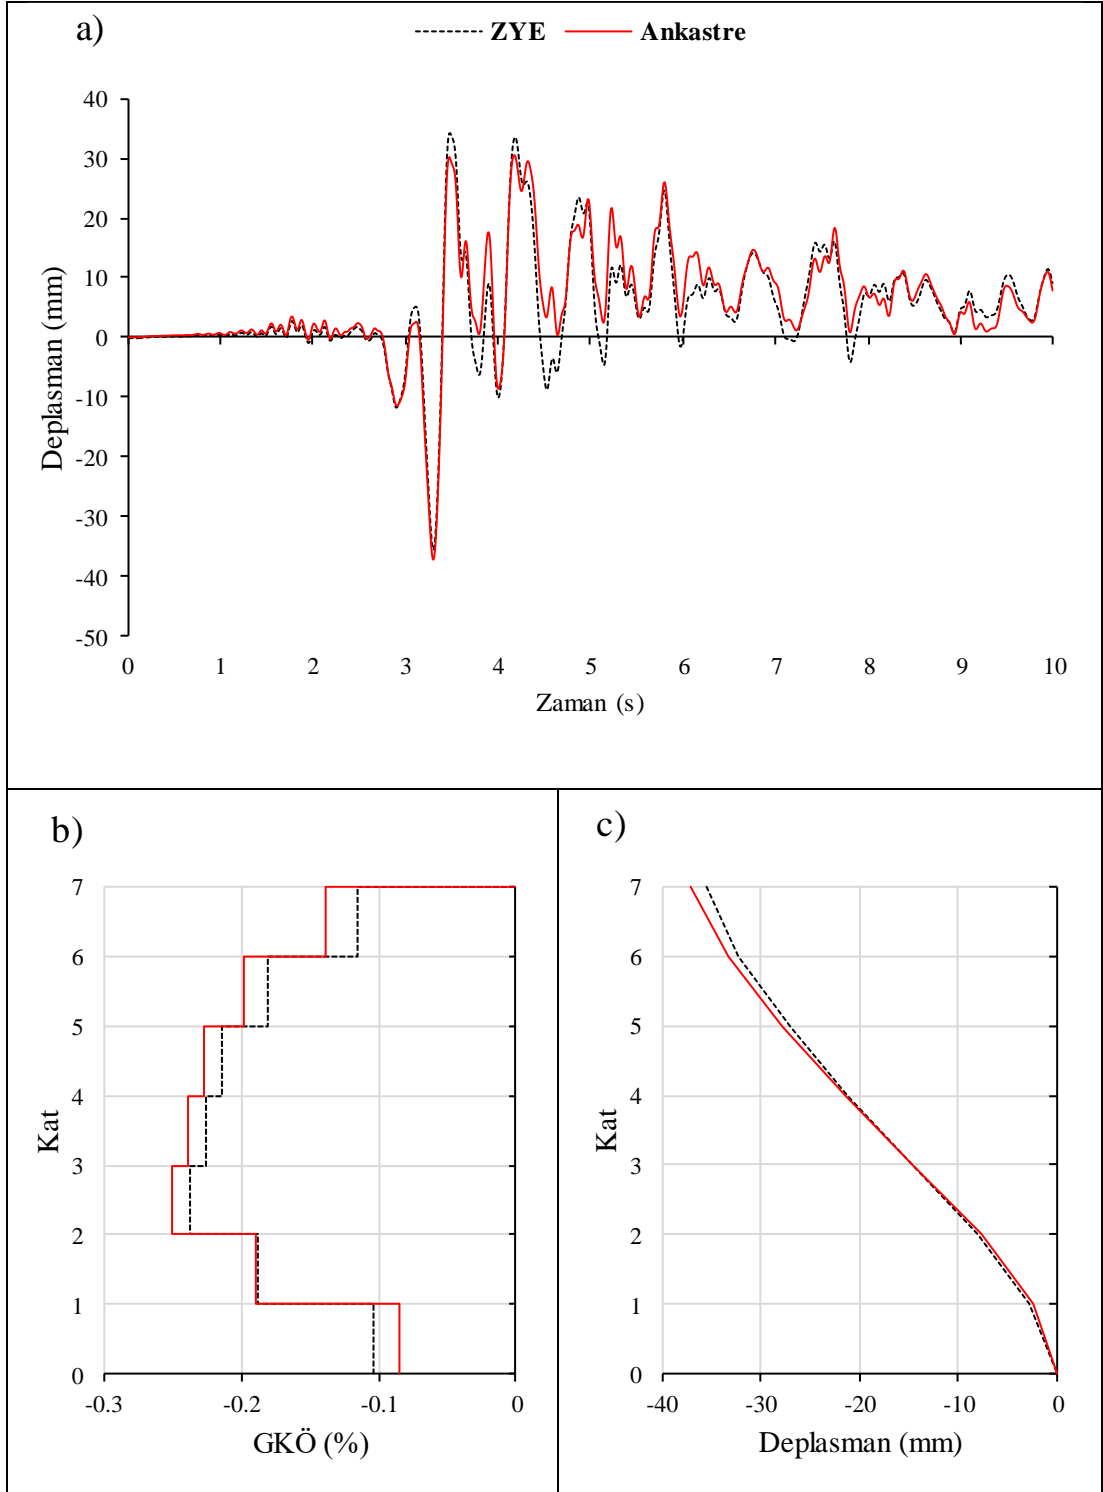 a)
ZYE Ankastre
40
30
20
10
0
-10
-20
-30
-40
-50
Deplasman (mm)
0 1 2 3 4 5 6 7 8 9 10
Zaman (s)
b)
7
6
5
4
3
2
1
0
Kat
-0.3 -0.2 -0.1 0
GKÖ (%)
c)
7
6
5
4
3
2
1
0
Kat
-40 -30 -20 -10 0
Deplasman (mm)